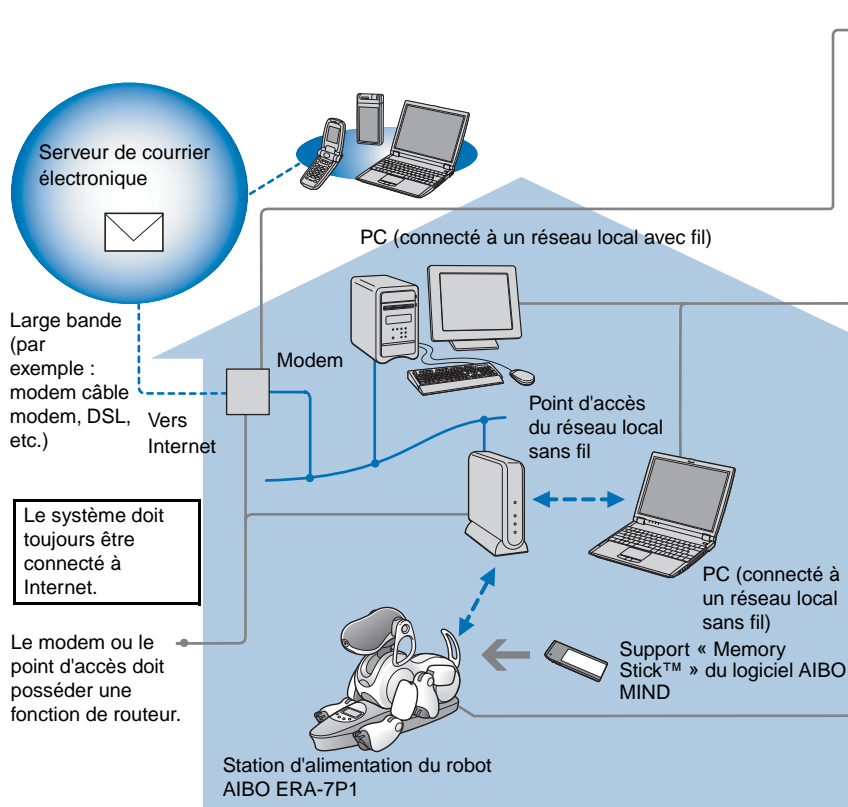 Serveur de courrier
électronique
PC (connecté à un réseau local avec fil)
Large bande
(par
exemple :
modem câble
modem, DSL,
etc.)
Modem
Vers
Internet
Point d'accès
du réseau local
sans fil
Le système doit
toujours être
connecté à
Internet.
PC (connecté à
un réseau local
sans fil)
Le modem ou le
point d'accès doit
posséder une
fonction de routeur.
Support « Memory
Stick™ » du logiciel AIBO
MIND
Station d'alimentation du robot
AIBO ERA-7P1